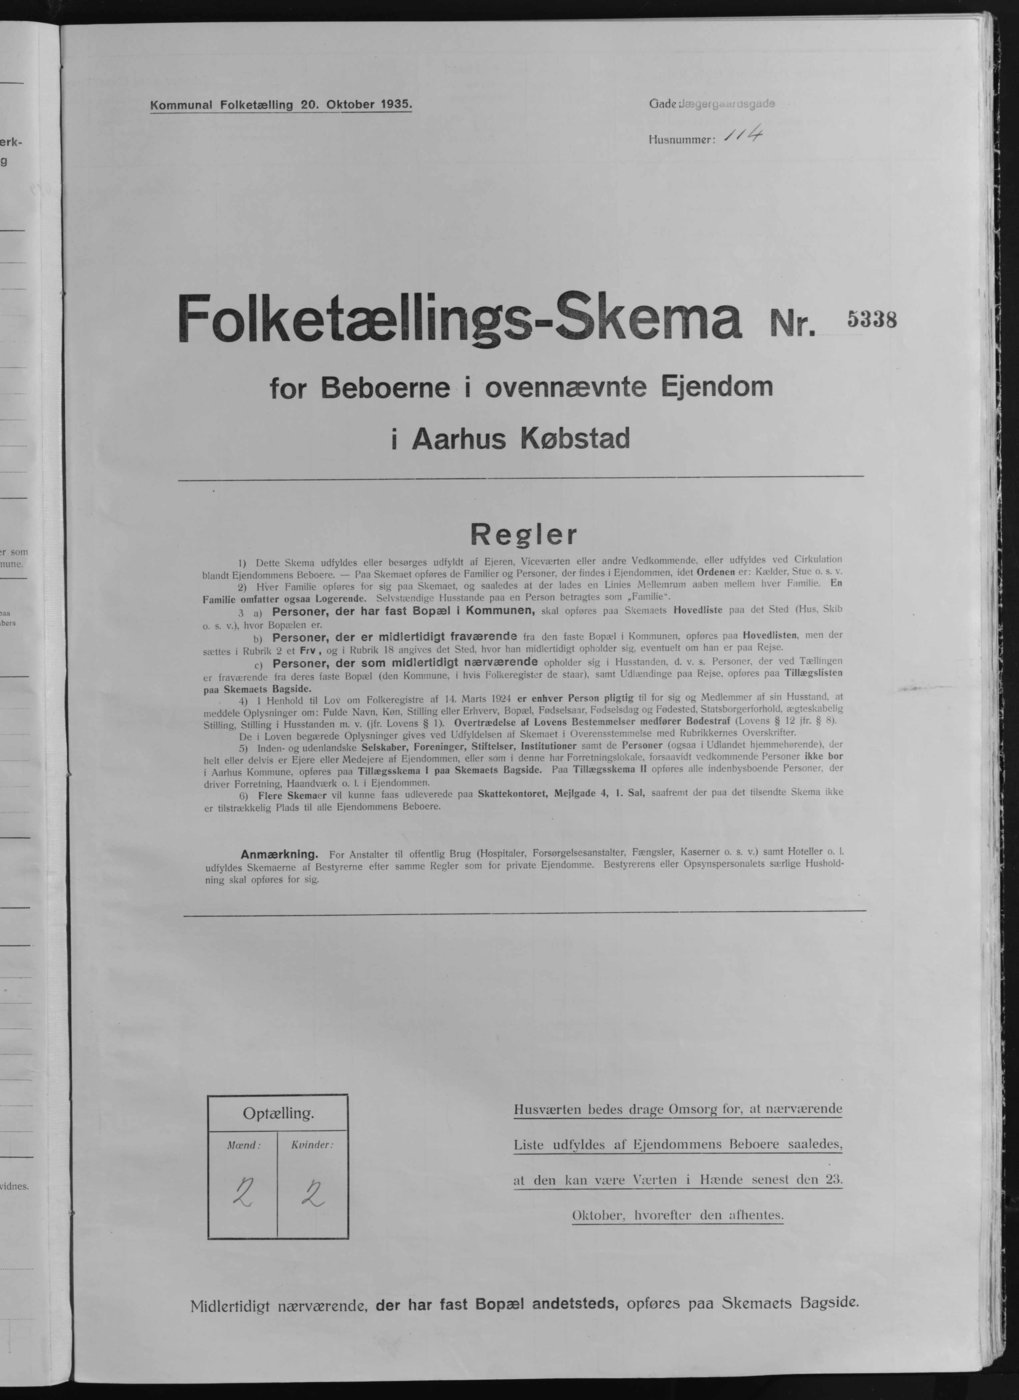 Kommunal Folketælling 20. Oktober 1935.
Gade: Jægergaardsgade
Husnummer: 114
Folketællings-Skema Nr. 5338
for Beboerne i ovennævnte Ejendom
i Aarhus Købstad
Regler
1) Dette Skema udfyldes eller besørges udfyldt af Ejeren, Viceværten eller andre Vedkommende, eller udfyldes ved Cirkulation
blandt Ejendommens Beboere. — Paa Skemaet opføres de Familier og Personer, der findes i Ejendommen, idet Ordenen er: Kælder, Stue o. s. v.
2) Hver Familie opføres for sig paa Skemaet, og saaledes at der lades en Linies Mellemrum aaben mellem hver Familie. En
Familie omfatter ogsaa Logerende. Selvstændige Husstande paa en Person betragtes som „Familie“.
3 a) Personer, der har fast Bopæl i Kommunen, skal opføres paa Skemaets Hovedliste paa det Sted (Hus, Skib
o. s. v.), hvor Bopælen er.
b) Personer, der er midlertidigt fraværende fra den faste Bopæl i Kommunen, opføres paa Hovedlisten, men der
sættes i Rubrik 2 et Frv., og i Rubrik 18 angives det Sted, hvor han midlertidigt opholder sig, eventuelt om han er paa Rejse.
c) Personer, der som midlertidigt nærværende opholder sig i Husstanden, d. v. s. Personer, der ved Tællingen
er fraværende fra deres faste Bopæl (den Kommune, i hvis Folkeregister de staar), samt Udlændinge paa Rejse, opføres paa Tillægslisten
paa Skemaets Bagside.
4) I Henhold til Lov om Folkeregistre af 14. Marts 1924 er enhver Person pligtig til for sig og Medlemmer af sin Husstand, at
meddele Oplysninger om: Fulde Navn, Køn, Stilling eller Erhverv, Bopæl, Fødselsaar, Fødselsdag og Fødested, Statsborgerforhold, ægteskabelig
Stilling, Stilling i Husstanden m. v. (jfr. Lovens § 1). Overtrædelse af Lovens Bestemmelser medfører Bødestraf (Lovens § 12 jfr. § 8).
De i Loven begærede Oplysninger gives ved Udfyldelsen af Skemaet i Overensstemmelse med Rubrikkernes Overskrifter.
5) Inden- og udenlandske Selskaber, Foreninger, Stiftelser, Institutioner samt de Personer (ogsaa i Udlandet hjemmehørende), der
helt eller delvis er Ejere eller Medejere af Ejendommen, eller som i denne har Forretningslokale, forsaavidt vedkommende Personer ikke bor
i Aarhus Kommune, opføres paa Tillægsskema I paa Skemaets Bagside. Paa Tillægsskema II opføres alle indenbysboende Personer, der
driver Forretning, Haandværk o. l. i Ejendommen.
6) Flere Skemaer vil kunne faas udleverede paa Skattekontoret, Mejlgade 4, 1. Sal, saafremt der paa det tilsendte Skema ikke
er tilstrækkelig Plads til alle Ejendommens Beboere.
Anmærkning. For Anstalter til offentlig Brug (Hospitaler, Forsørgelsesanstalter, Fængsler, Kaserner o. s. v.) samt Hoteller o. l.
udfyldes Skemaerne af Bestyrerne efter samme Regler som for private Ejendomme. Bestyrerens eller Opsynspersonalets særlige Hushold-
ning skal opføres for sig.
Optælling.
Mænd: Kvinder:
2 2
Husværten bedes drage Omsorg for, at nærværende
Liste udfyldes af Ejendommens Beboere saaledes,
at den kan være Værten i Hænde senest den 23.
Oktober, hvorefter den afhentes.
Midlertidigt nærværende, der har fast Bopæl andetsteds, opføres paa Skemaets Bagside.